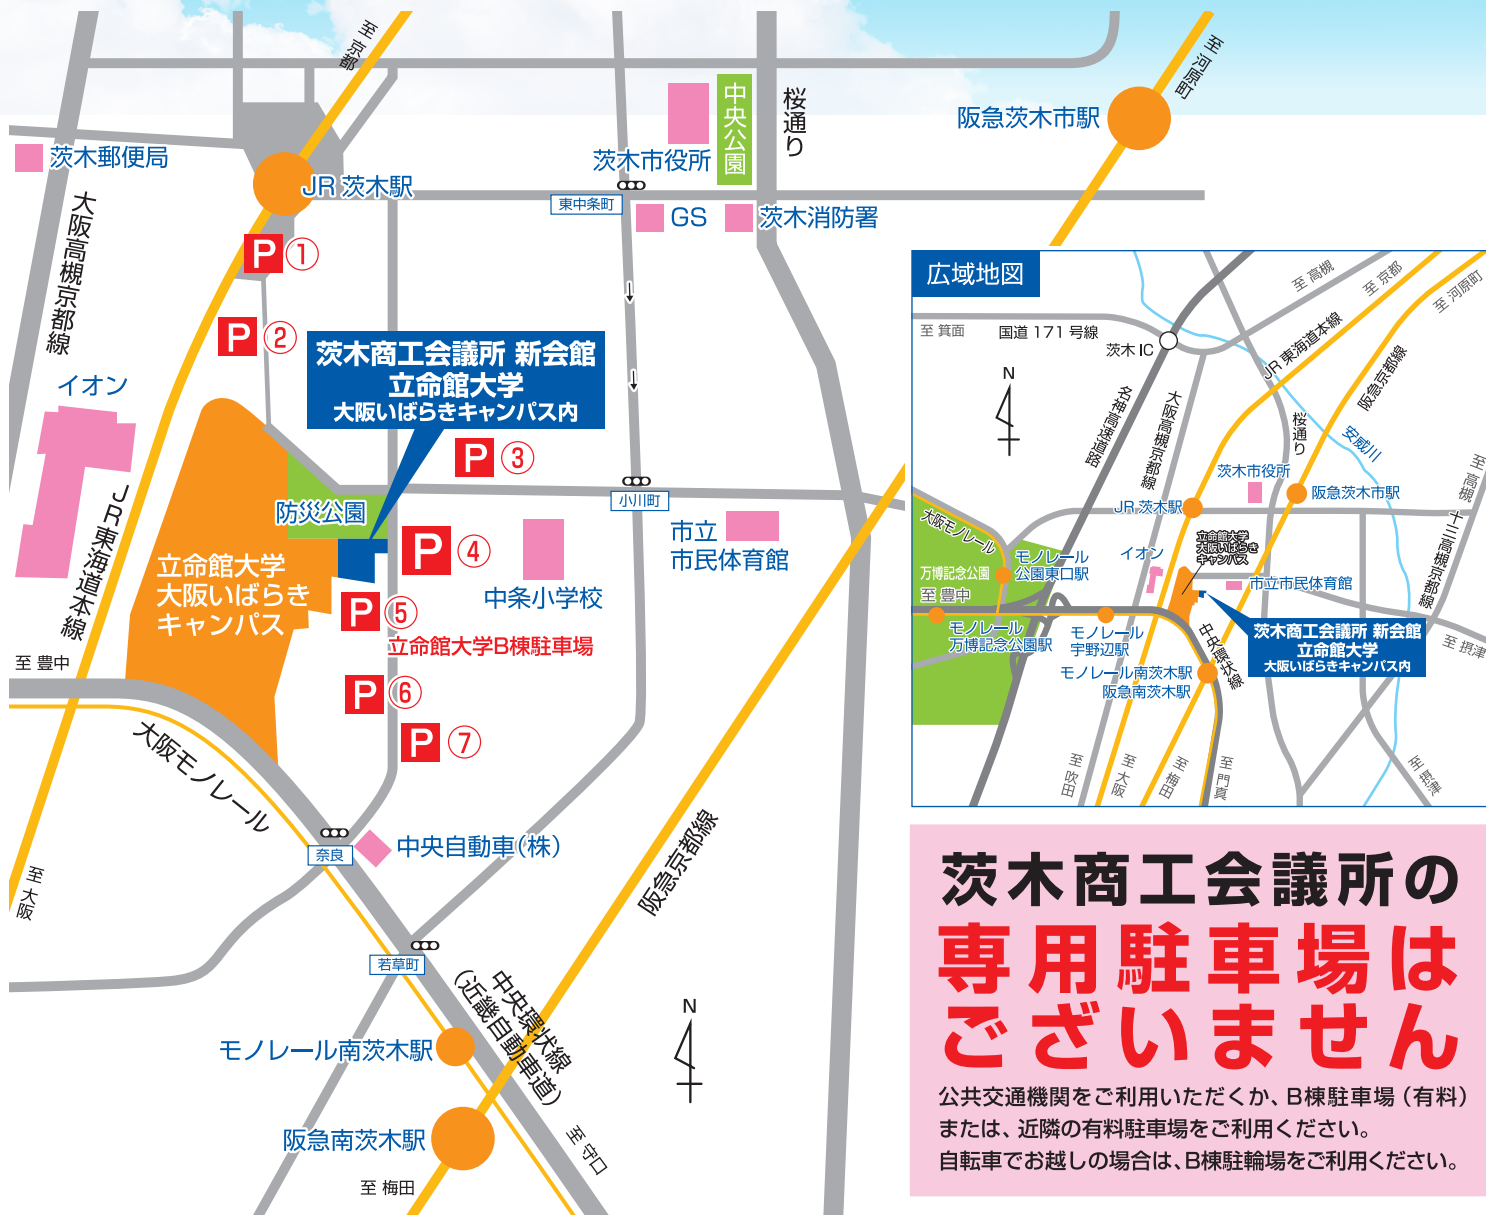 至 京都
至 河原町
阪急茨木市駅
桜通り
中央公園
茨木市役所
茨木郵便局
JR 茨木駅
東中条町
GS
茨木消防署
大阪高槻京都線
P ①
P ②
茨木商工会議所 新会館
立命館大学
大阪いばらきキャンパス内
イオン
P ③
小川町
防災公園
市立
市民体育館
P ④
立命館大学
大阪いばらき
キャンパス
中条小学校
P ⑤
立命館大学B棟駐車場
JR東海道本線
至 豊中
P ⑥
P ⑦
大阪モノレール
奈良
中央自動車(株)
阪急京都線
至 大阪
若草町
中央環状線
(近畿自動車道)
N
モノレール南茨木駅
阪急南茨木駅
至 守口
至 梅田
広域地図
至 高槻
至 京都
至 河原町
至 箕面
国道 171 号線
茨木 IC
JR 東海道本線
阪急京都線
N
名神高速道路
大阪高槻京都線
桜通り
安威川
至 高槻
茨木市役所
阪急茨木市駅
JR 茨木駅
十三高槻京都線
大阪モノレール
立命館大学
大阪いばらき
キャンパス
イオン
モノレール
公園東口駅
万博記念公園
市立市民体育館
至 豊中
モノレール
万博記念公園駅
モノレール
宇野辺駅
中央環状線
茨木商工会議所 新会館
立命館大学
大阪いばらきキャンパス内
至 摂津
モノレール南茨木駅
阪急南茨木駅
至 吹田
至 大阪
至 梅田
至 門真
至 摂津
茨木商工会議所の
専用駐車場は
ございません
公共交通機関をご利用いただくか、B棟駐車場（有料）
または、近隣の有料駐車場をご利用ください。
自転車でお越しの場合は、B棟駐輪場をご利用ください。